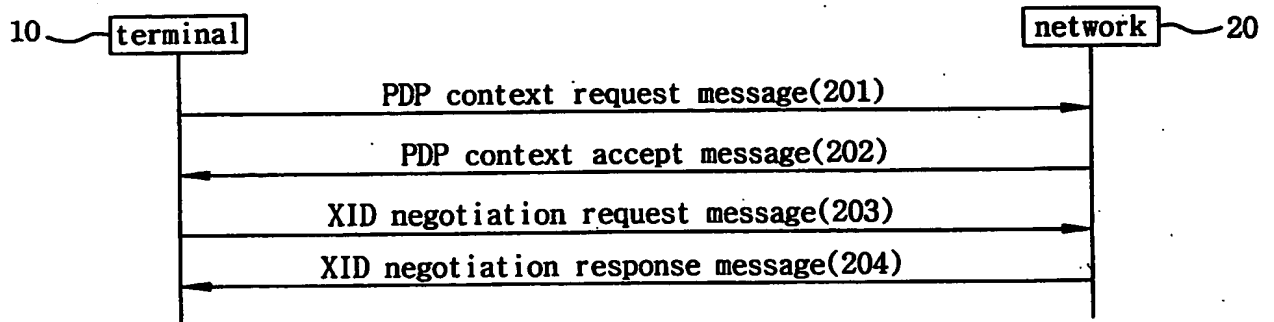 10 terminal network 20
PDP context request message(201)
PDP context accept message(202)
XID negotiation request message(203)
XID negotiation response message(204)